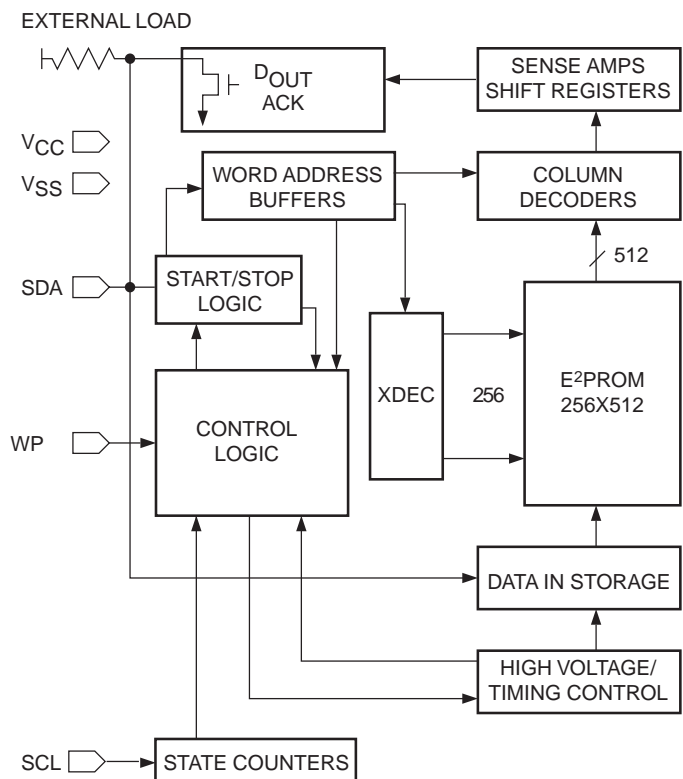 EXTERNAL LOAD
DOUT
ACK
SENSE AMPS
SHIFT REGISTERS
VCC
WORD ADDRESS
BUFFERS
COLUMN
DECODERS
VSS
512
SDA
START/STOP
LOGIC
XDEC
256
E²PROM
256X512
WP
CONTROL
LOGIC
DATA IN STORAGE
HIGH VOLTAGE/
TIMING CONTROL
SCL
STATE COUNTERS